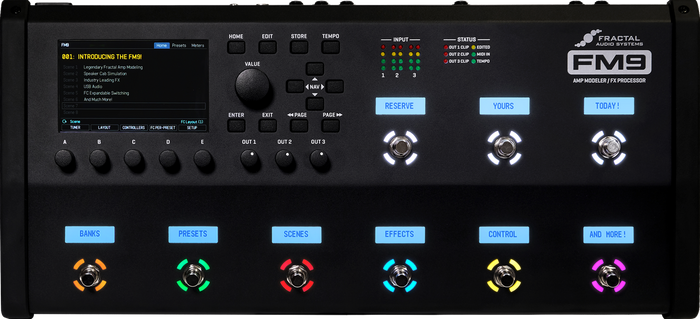 FM9
Home
Presets
Meters
001: INTRODUCING THE FM9!
Legendary Fractal Amp Modeling
Speaker Cab Simulation
Industry Leading FX
USB Audio
FC Expandable Switching
And Much More!
Scene
FC Layout (1)
TUNER
LAYOUT
CONTROLLERS
FC PER-PRESET
SETUP
A
B
C
D
E
HOME
EDIT
STORE
TEMPO
VALUE
NAV
ENTER
EXIT
PAGE
PAGE
OUT 1
OUT 2
OUT 3
INPUT
1 2 3
STATUS
OUT 1 CLIP
EDITED
OUT 2 CLIP
MIDI IN
OUT 3 CLIP
TEMPO
FRACTAL
AUDIO SYSTEMS
FM9
AMP MODELER / FX PROCESSOR
RESERVE
YOURS
TODAY!
BANKS
PRESETS
SCENES
EFFECTS
CONTROL
AND MORE!